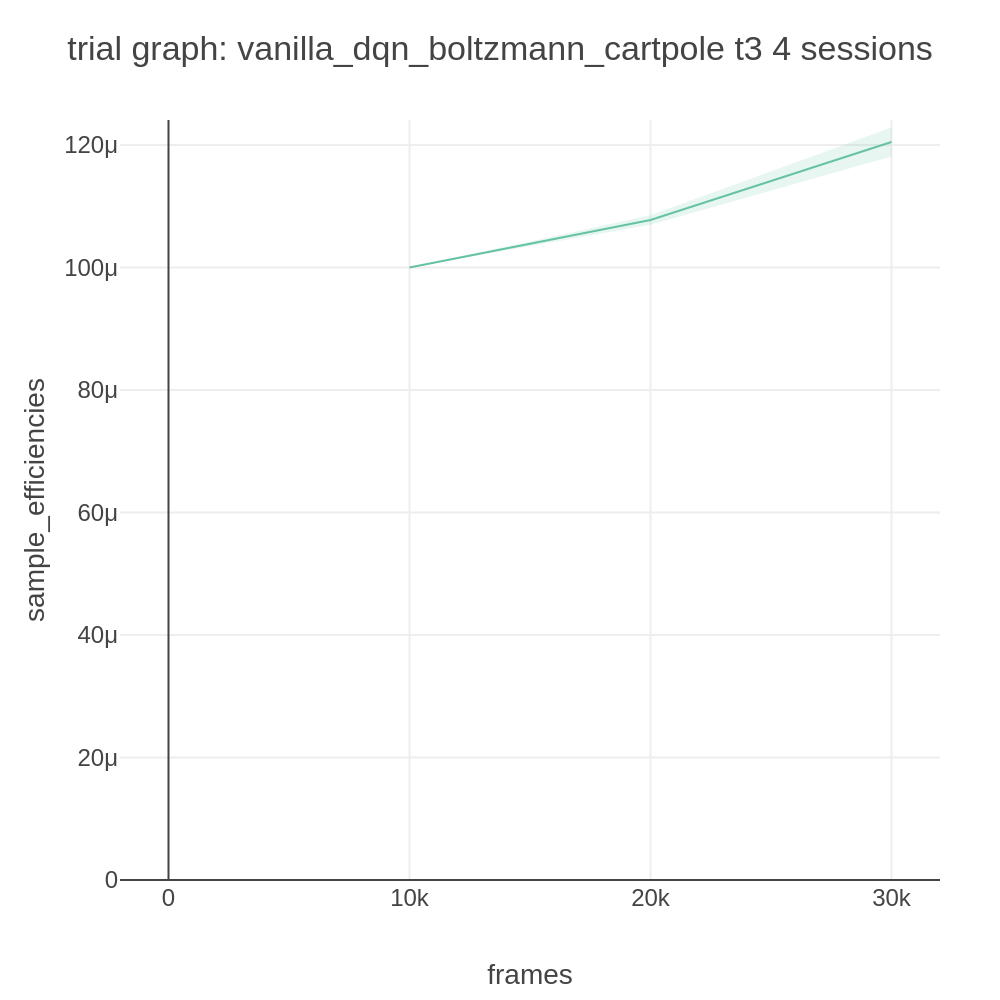 trial graph: vanilla_dqn_boltzmann_cartpole t3 4 sessions
120μ
100μ
80μ
60μ
40μ
20μ
0
sample_efficiencies
0 10k 20k 30k
frames